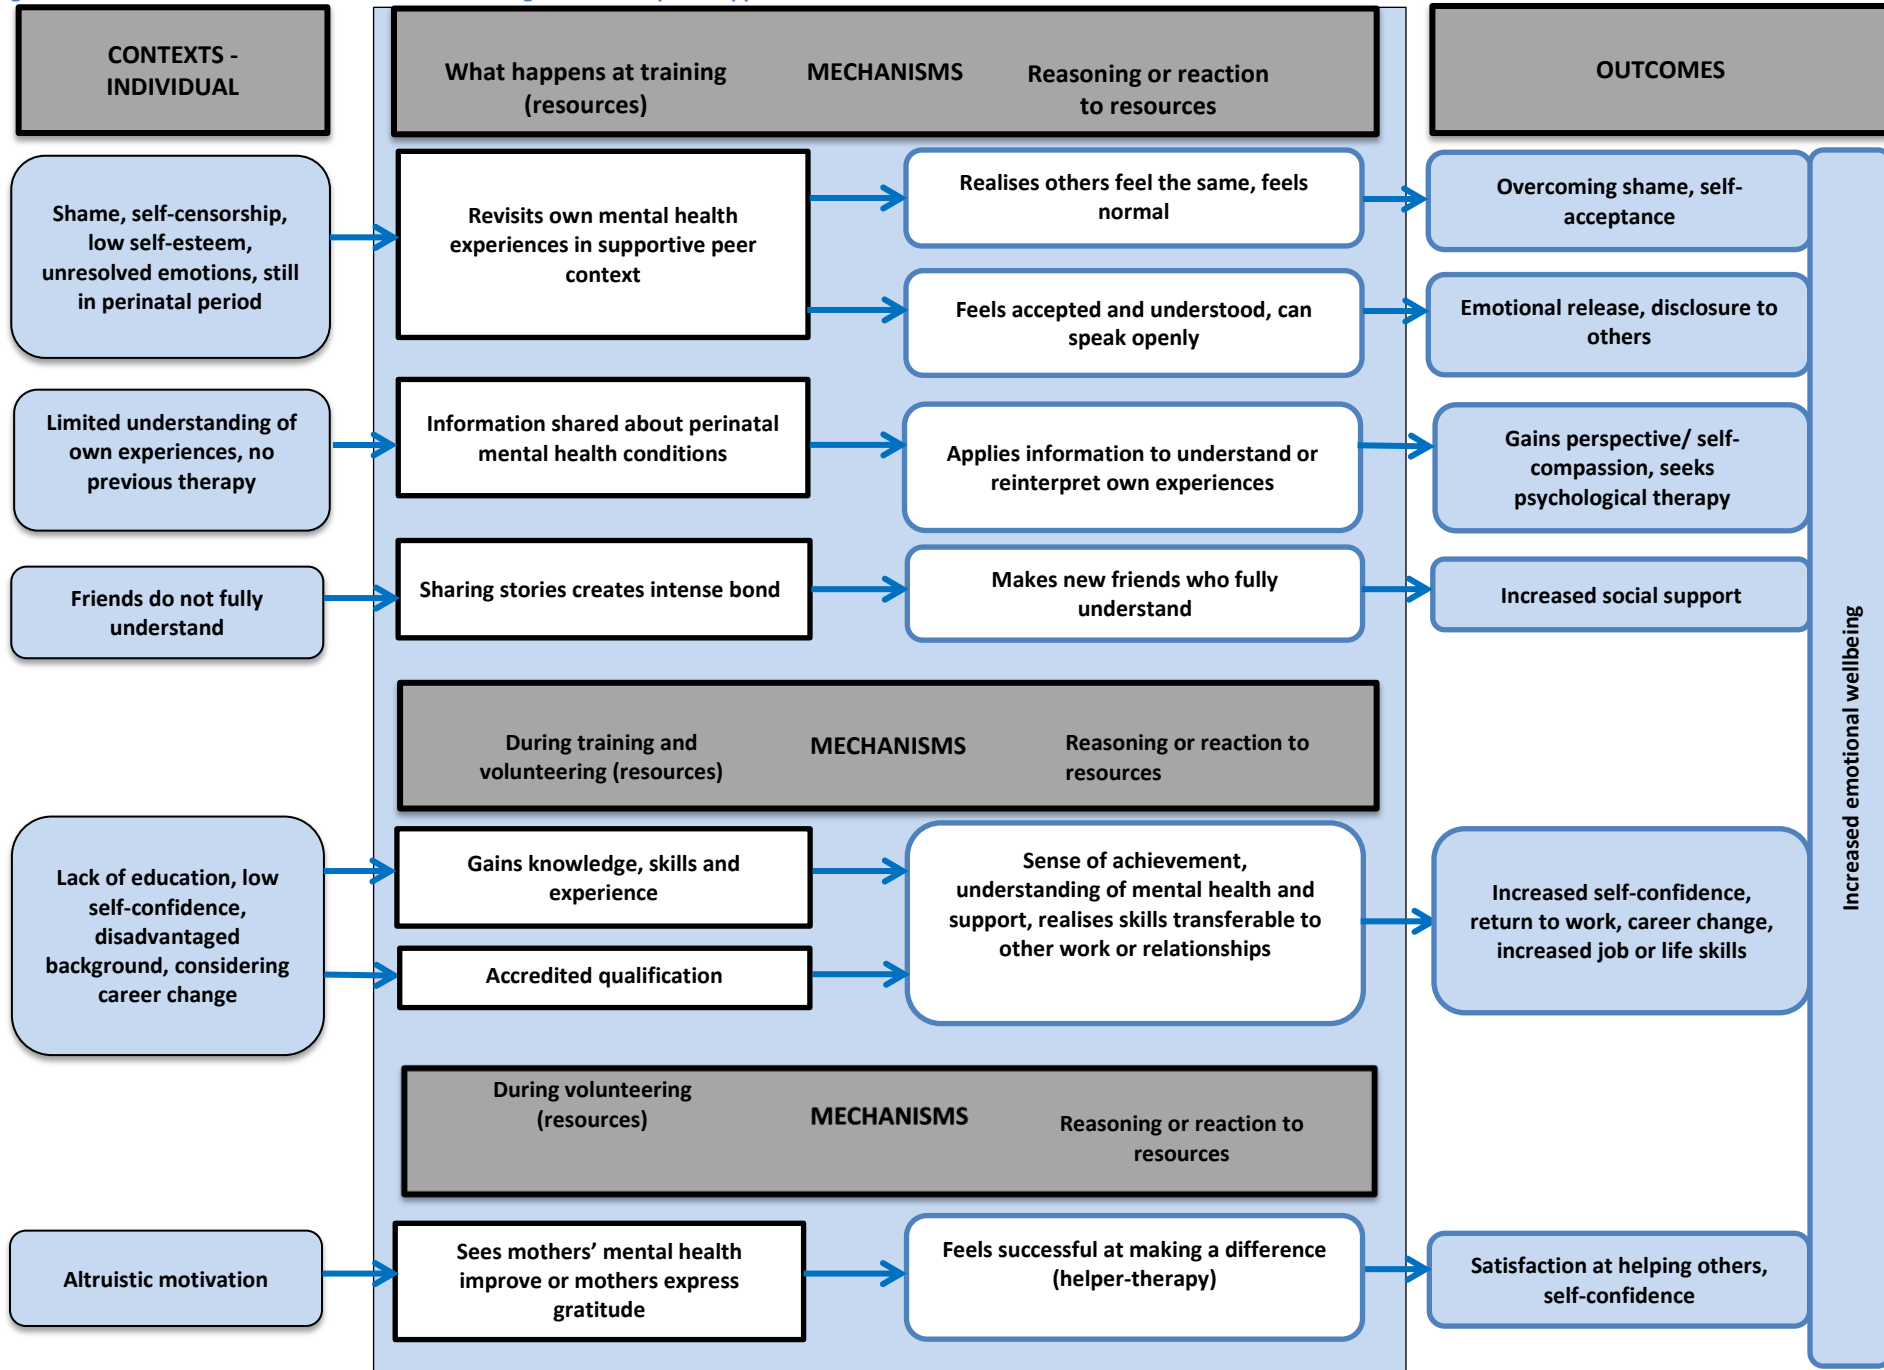 CONTEXTS -
INDIVIDUAL
What happens at training
(resources)
MECHANISMS
Reasoning or reaction
to resources
OUTCOMES
Shame, self-censorship,
low self-esteem,
unresolved emotions, still
in perinatal period
Revisits own mental health
experiences in supportive peer
context
Realises others feel the same, feels
normal
Overcoming shame, self-
acceptance
Feels accepted and understood, can
speak openly
Emotional release, disclosure to
others
Limited understanding of
own experiences, no
previous therapy
Information shared about perinatal
mental health conditions
Applies information to understand or
reinterpret own experiences
Gains perspective/ self-
compassion, seeks
psychological therapy
Friends do not fully
understand
Sharing stories creates intense bond
Makes new friends who fully
understand
Increased social support
Increased emotional wellbeing
During training and
volunteering (resources)
MECHANISMS
Reasoning or reaction to
resources
Lack of education, low
self-confidence,
disadvantaged
background, considering
career change
Gains knowledge, skills and
experience
Accredited qualification
Sense of achievement,
understanding of mental health and
support, realises skills transferable to
other work or relationships
Increased self-confidence,
return to work, career change,
increased job or life skills
During volunteering
(resources)
MECHANISMS
Reasoning or reaction to
resources
Altruistic motivation
Sees mothers’ mental health
improve or mothers express
gratitude
Feels successful at making a difference
(helper-therapy)
Satisfaction at helping others,
self-confidence